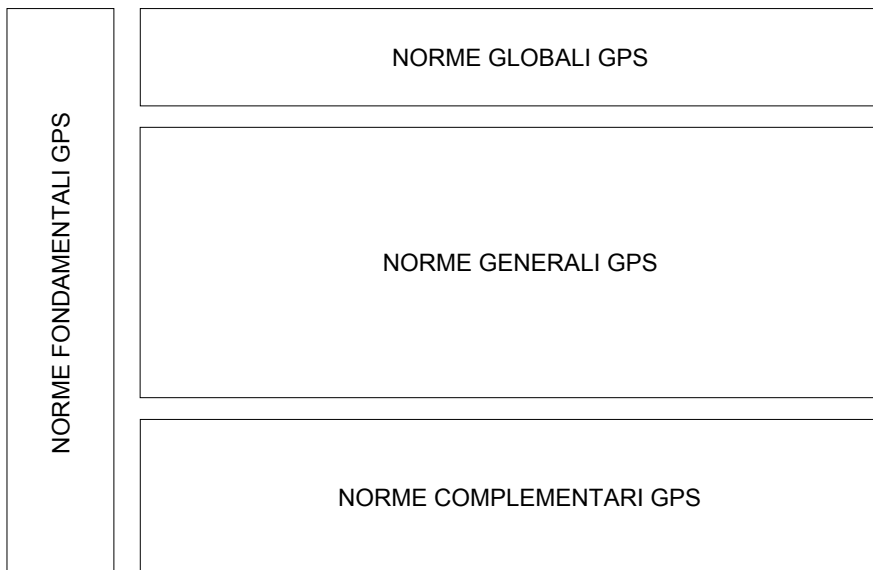 NORME FONDAMENTALI GPS
NORME GLOBALI GPS
NORME GENERALI GPS
NORME COMPLEMENTARI GPS